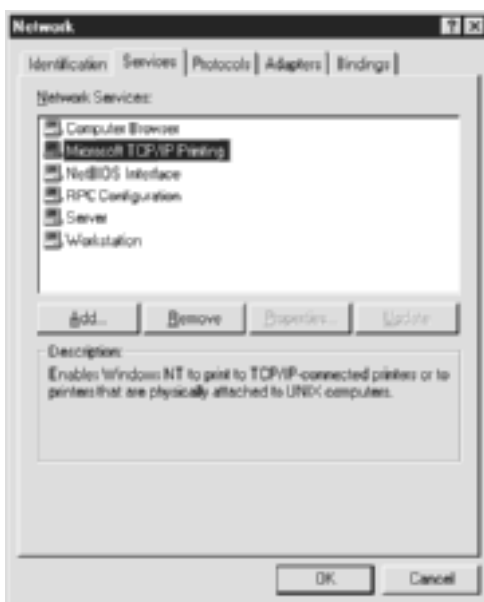 Network
Identification Services Protocols Adapters Bindings
Network Services:
Computer Browser
Microsoft TCP/IP Printing
NetBIOS Interface
RPC Configuration
Server
Workstation
Add... Remove Properties... Update
Description:
Enables Windows NT to print to TCP/IP-connected printers or to
printers that are physically attached to UNIX computers.
OK Cancel